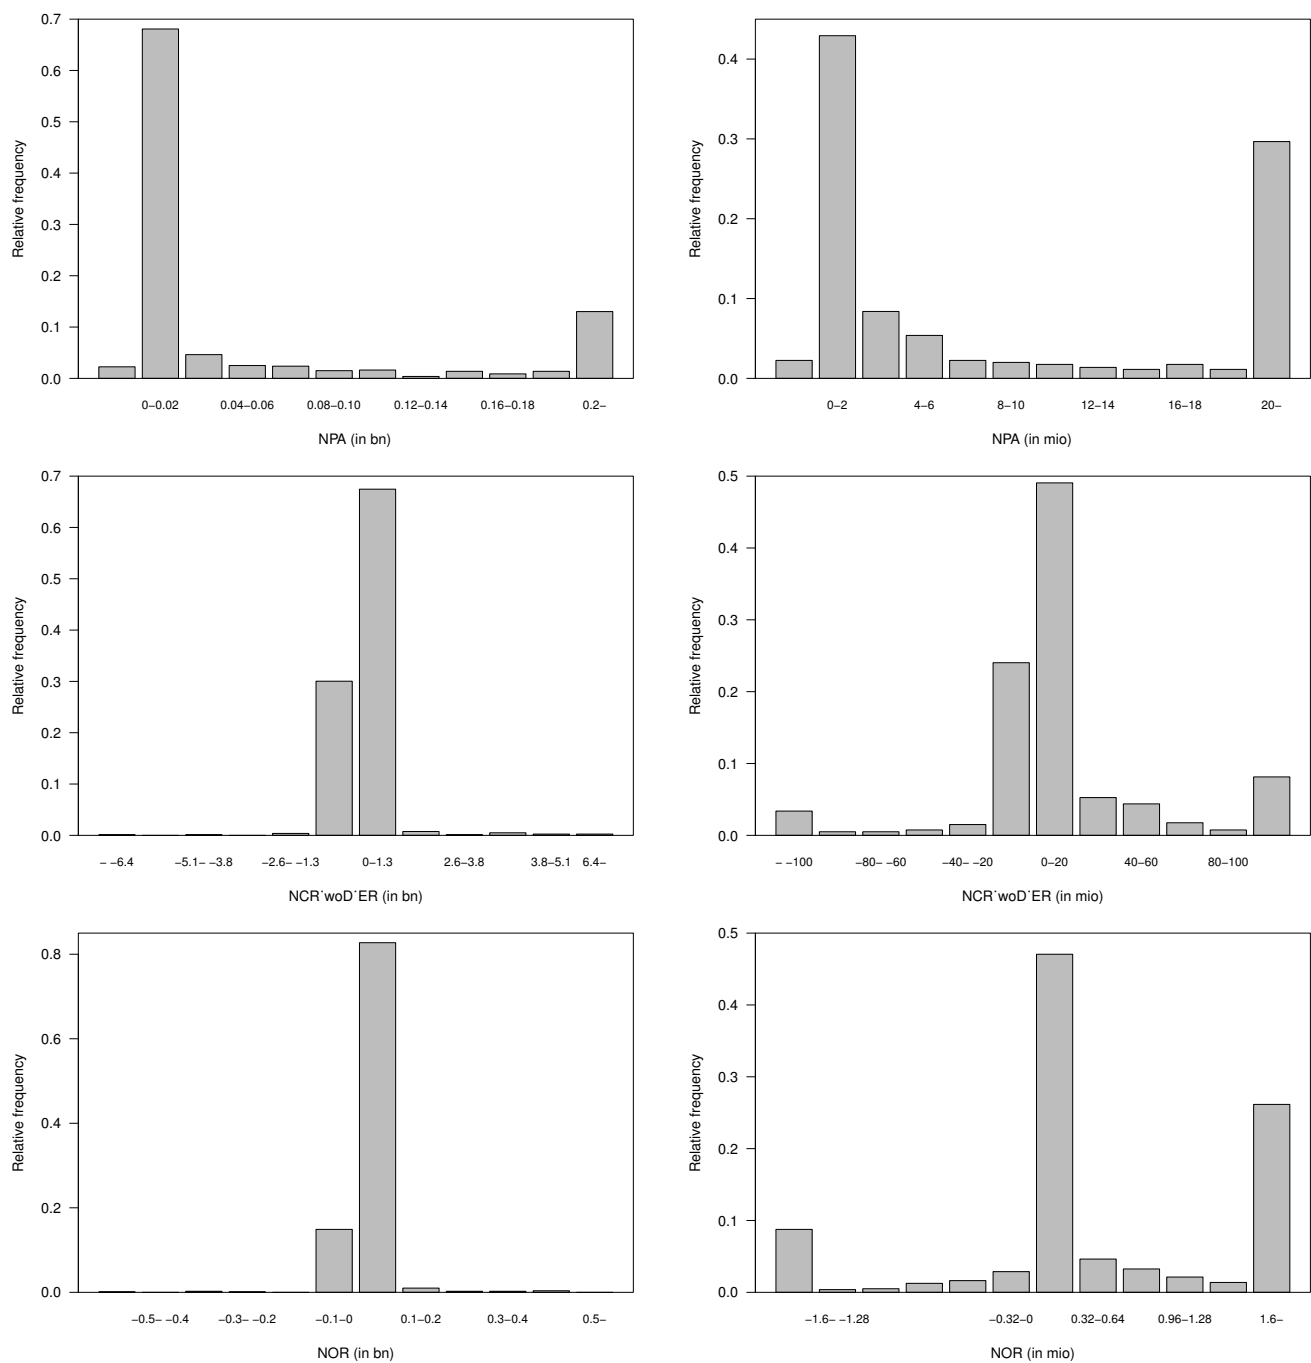 0.7
0.6
0.5
0.4
0.3
0.2
0.1
0.0
Relative frequency
0−0.02 0.04−0.06 0.08−0.10 0.12−0.14 0.16−0.18 0.2−
NPA (in bn)
0.4
0.3
0.2
0.1
0.0
Relative frequency
0−2 4−6 8−10 12−14 16−18 20−
NPA (in mio)
0.7
0.6
0.5
0.4
0.3
0.2
0.1
0.0
Relative frequency
− −6.4 −5.1− −3.8 −2.6− −1.3 0−1.3 2.6−3.8 3.8−5.1 6.4−
NCR˙woD˙ER (in bn)
0.5
0.4
0.3
0.2
0.1
0.0
Relative frequency
− −100 −80− −60 −40− −20 0−20 40−60 80−100
NCR˙woD˙ER (in mio)
0.8
0.6
0.4
0.2
0.0
Relative frequency
−0.5− −0.4 −0.3− −0.2 −0.1−0 0.1−0.2 0.3−0.4 0.5−
NOR (in bn)
0.5
0.4
0.3
0.2
0.1
0.0
Relative frequency
−1.6− −1.28 −0.32−0 0.32−0.64 0.96−1.28 1.6−
NOR (in mio)